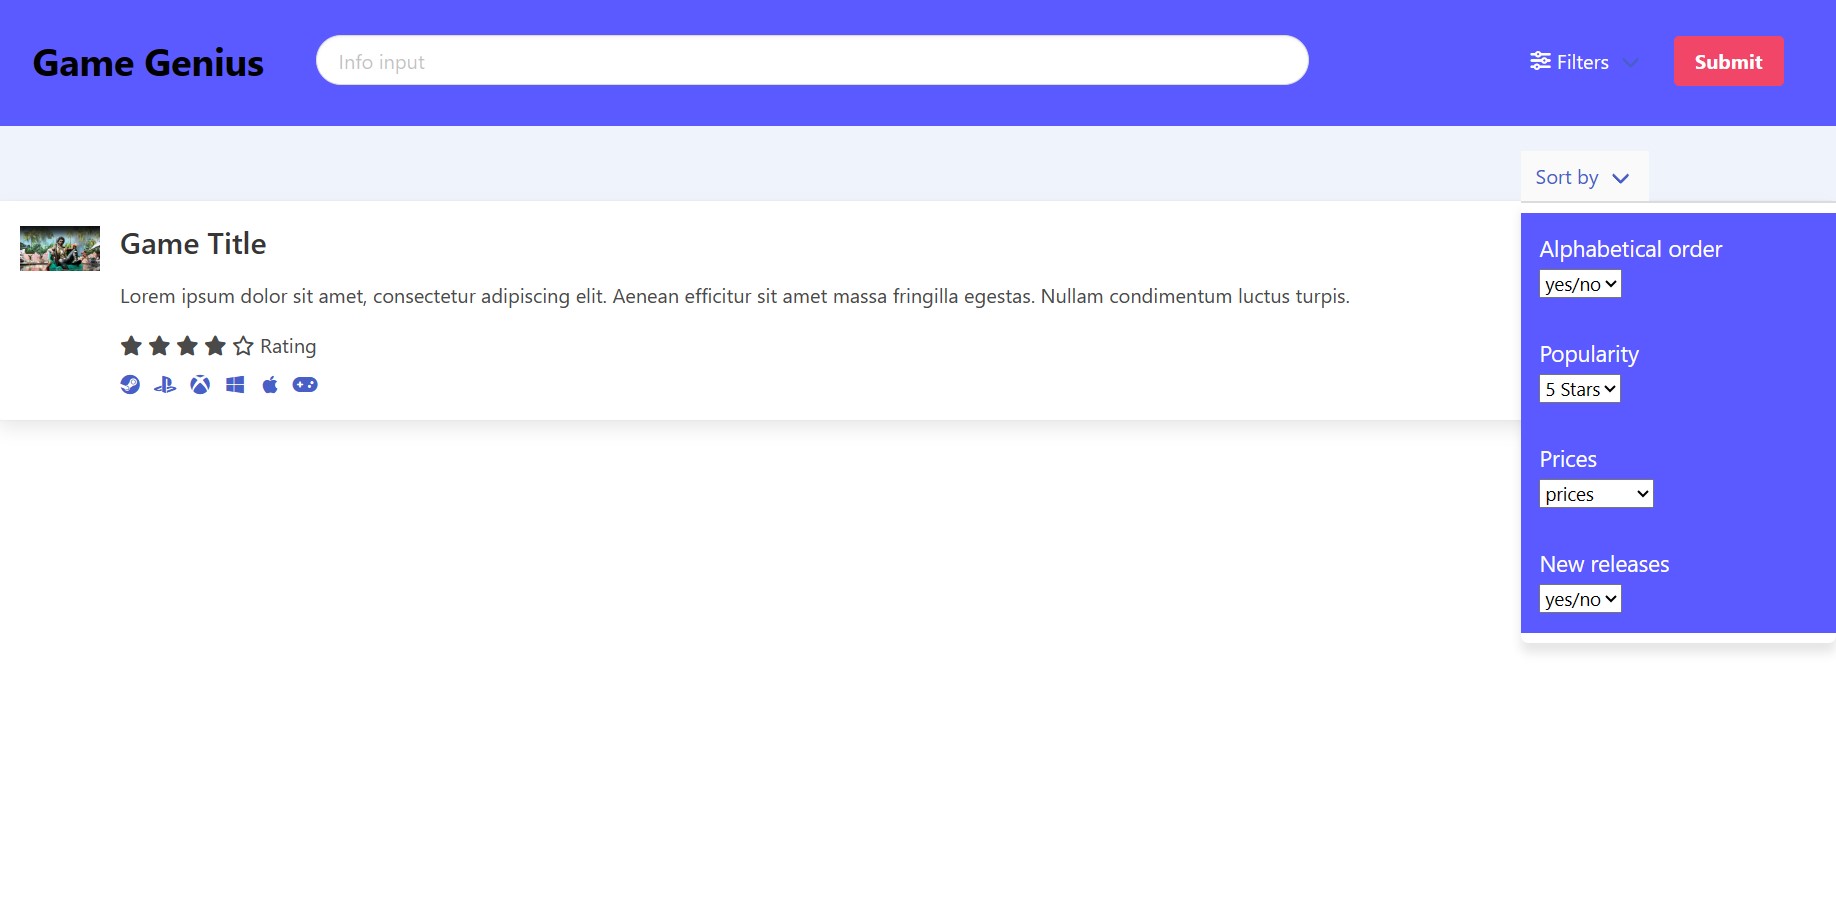 Game Genius
Info input
Filters
Submit
Sort by
Game Title
Lorem ipsum dolor sit amet, consectetur adipiscing elit. Aenean efficitur sit amet massa fringilla egestas. Nullam condimentum luctus turpis.
Rating
Alphabetical order
yes/no
Popularity
5 Stars
Prices
prices
New releases
yes/no